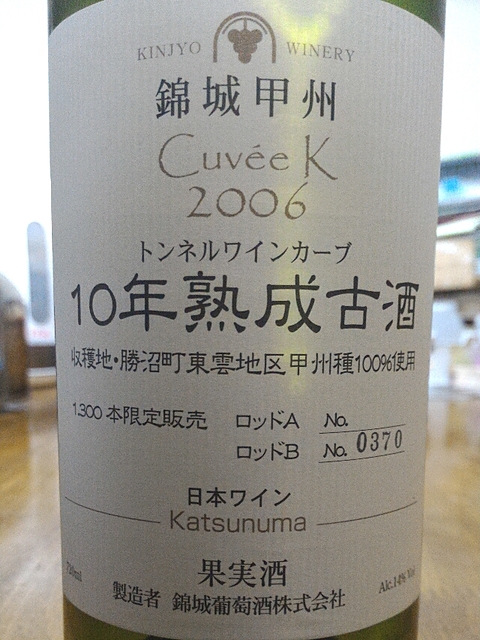 KINJYO WINERY
錦城甲州
Cuvée K
2006
トンネルワインカーブ
10年熟成古酒
収穫地・勝沼町東雲地区甲州種100%使用
1.300本限定販売 ロッドA No.
ロッドB No. 0370
日本ワイン
Katsunuma
720ml 果実酒 Alc.14% Vol
製造者 錦城葡萄酒株式会社